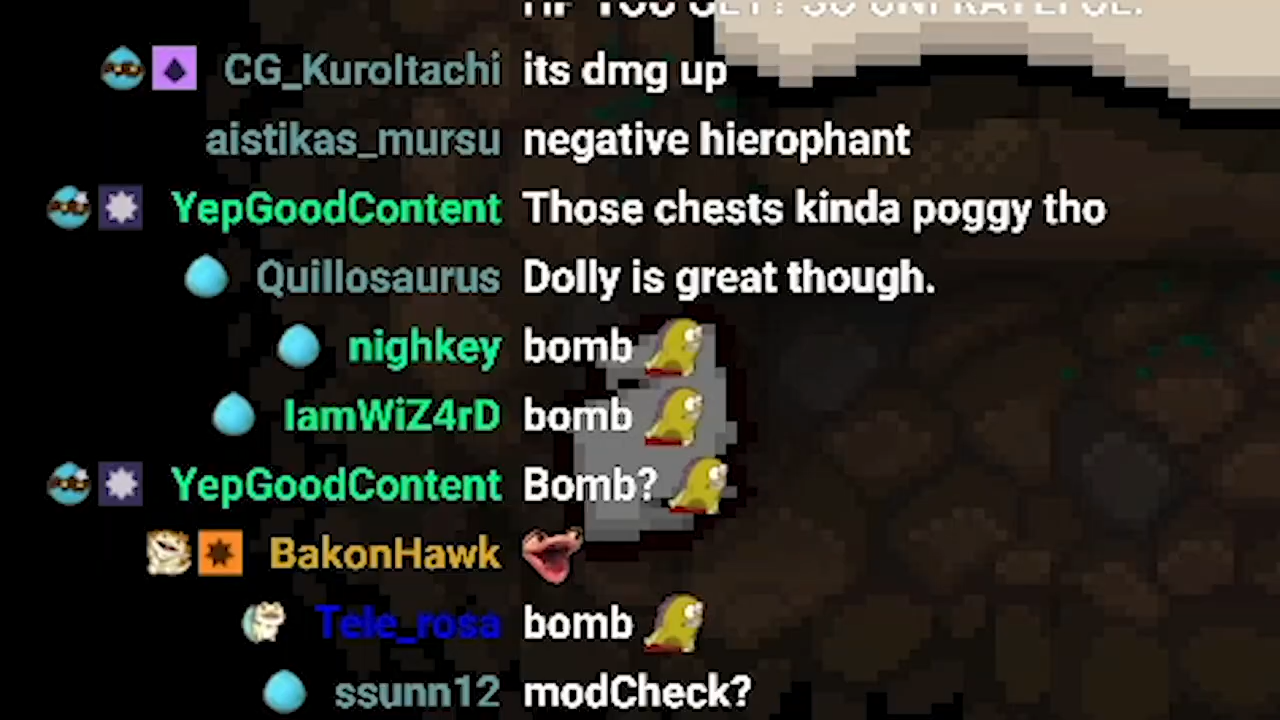 CG_KuroItachi its dmg up
aistikas_mursu negative hierophant
YepGoodContent Those chests kinda poggy tho
Quillosaurus Dolly is great though.
nighkey bomb
IamWiZ4rD bomb
YepGoodContent Bomb?
BakonHawk
Tele_rosa bomb
ssunn12 modCheck?